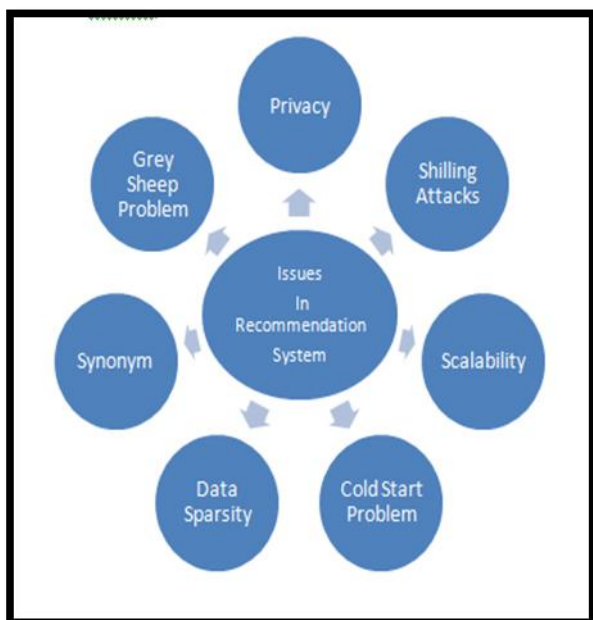 Privacy
Grey
Sheep
Problem
Shilling
Attacks
Issues
In
Recommendation
System
Synonym
Scalability
Data
Sparsity
Cold Start
Problem